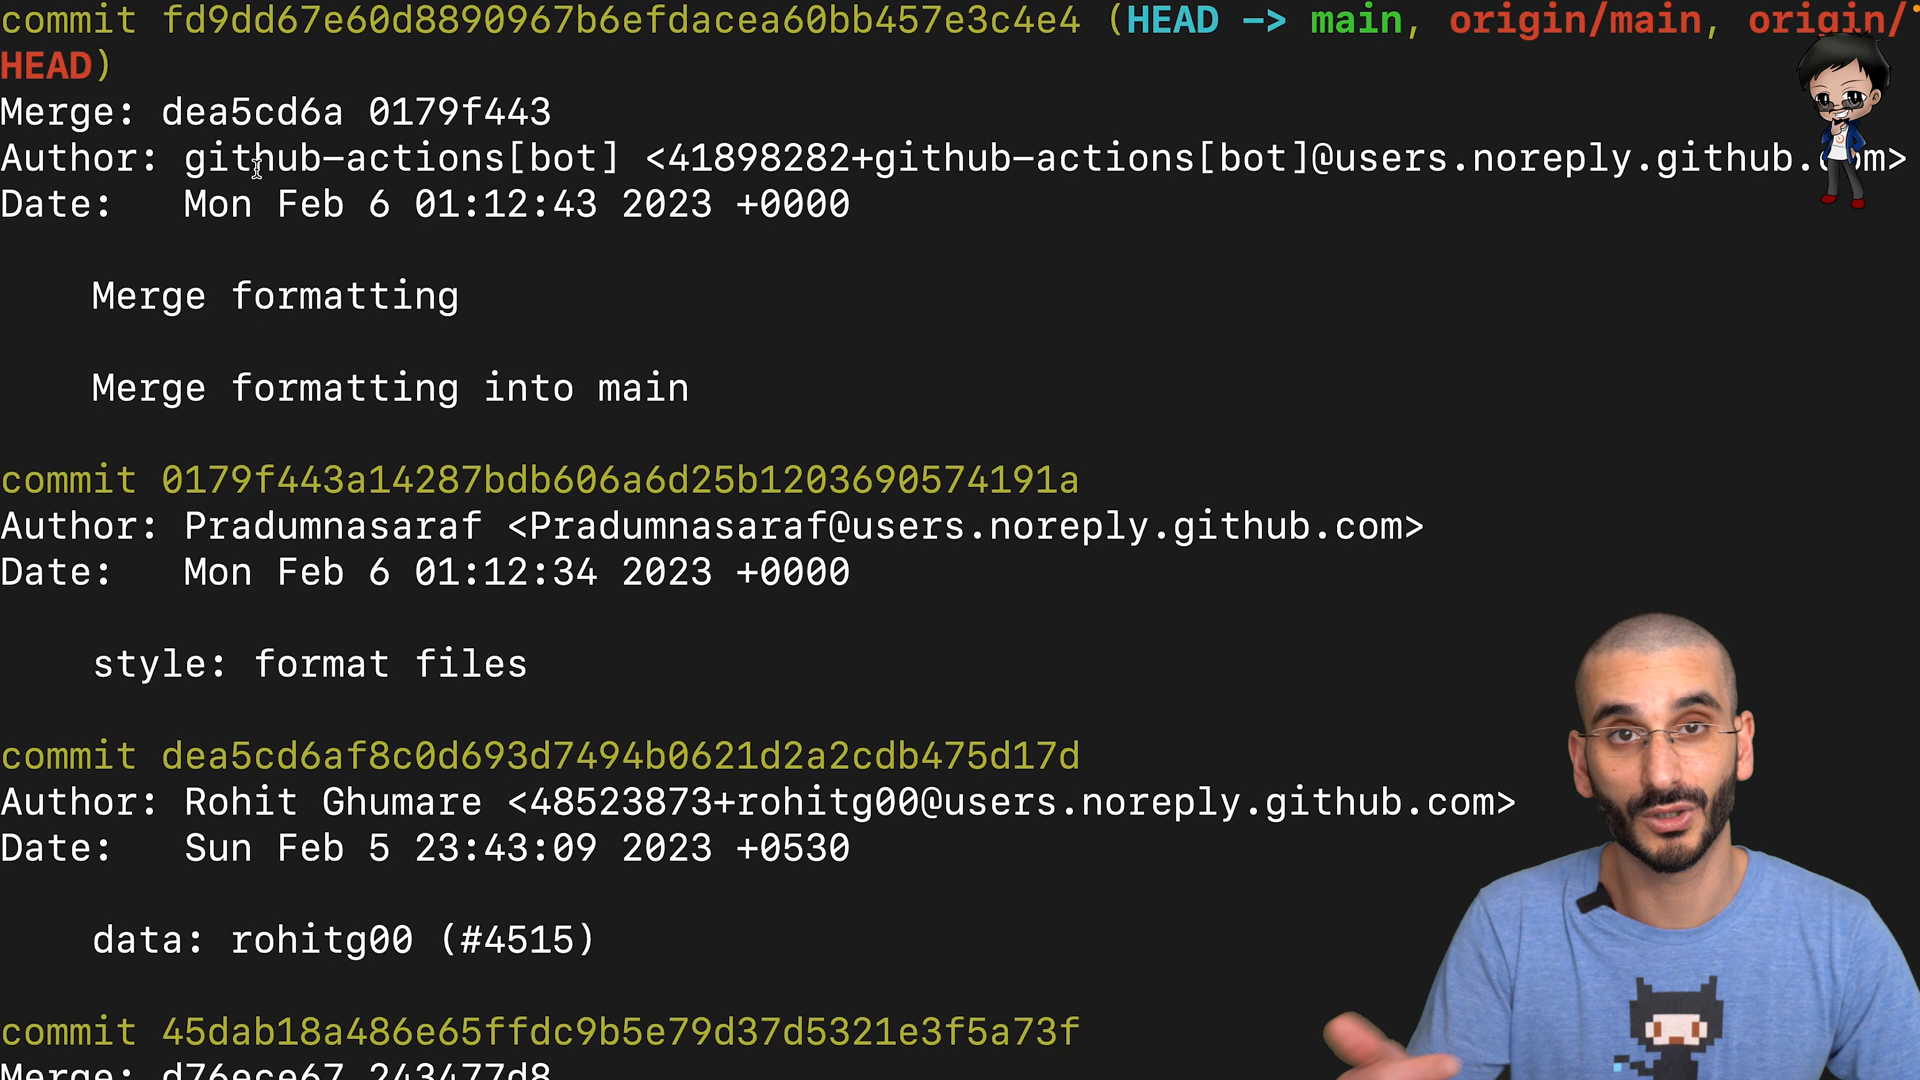 commit fd9dd67e60d8890967b6efdacea60bb457e3c4e4 (HEAD -> main, origin/main, origin/
HEAD)
Merge: dea5cd6a 0179f443
Author: github-actions[bot] <41898282+github-actions[bot]@users.noreply.github.com>
Date:   Mon Feb 6 01:12:43 2023 +0000
Merge formatting
Merge formatting into main
commit 0179f443a14287bdb606a6d25b1203690574191a
Author: Pradumnasaraf <Pradumnasaraf@users.noreply.github.com>
Date:   Mon Feb 6 01:12:34 2023 +0000
style: format files
commit dea5cd6af8c0d693d7494b0621d2a2cdb475d17d
Author: Rohit Ghumare <48523873+rohitg00@users.noreply.github.com>
Date:   Sun Feb 5 23:43:09 2023 +0530
data: rohitg00 (#4515)
commit 45dab18a486e65ffdc9b5e79d37d5321e3f5a73f
Merge: d76ece67 243477d8